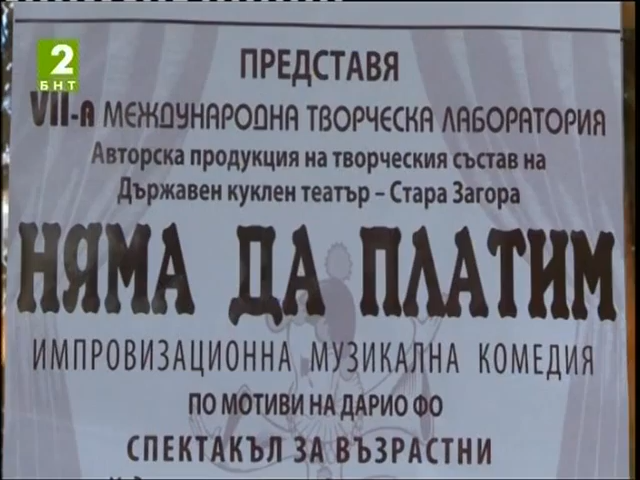 2
БНТ
ПРЕДСТАВЯ
VII-А МЕЖДУНАРОДНА ТВОРЧЕСКА ЛАБОРАТОРИЯ
Авторска продукция на творческия състав на
Държавен куклен театър – Стара Загора
НЯМА ДА ПЛАТИМ
ИМПРОВИЗАЦИОННА МУЗИКАЛНА КОМЕДИЯ
ПО МОТИВИ НА ДАРИО ФО
СПЕКТАКЪЛ ЗА ВЪЗРАСТНИ